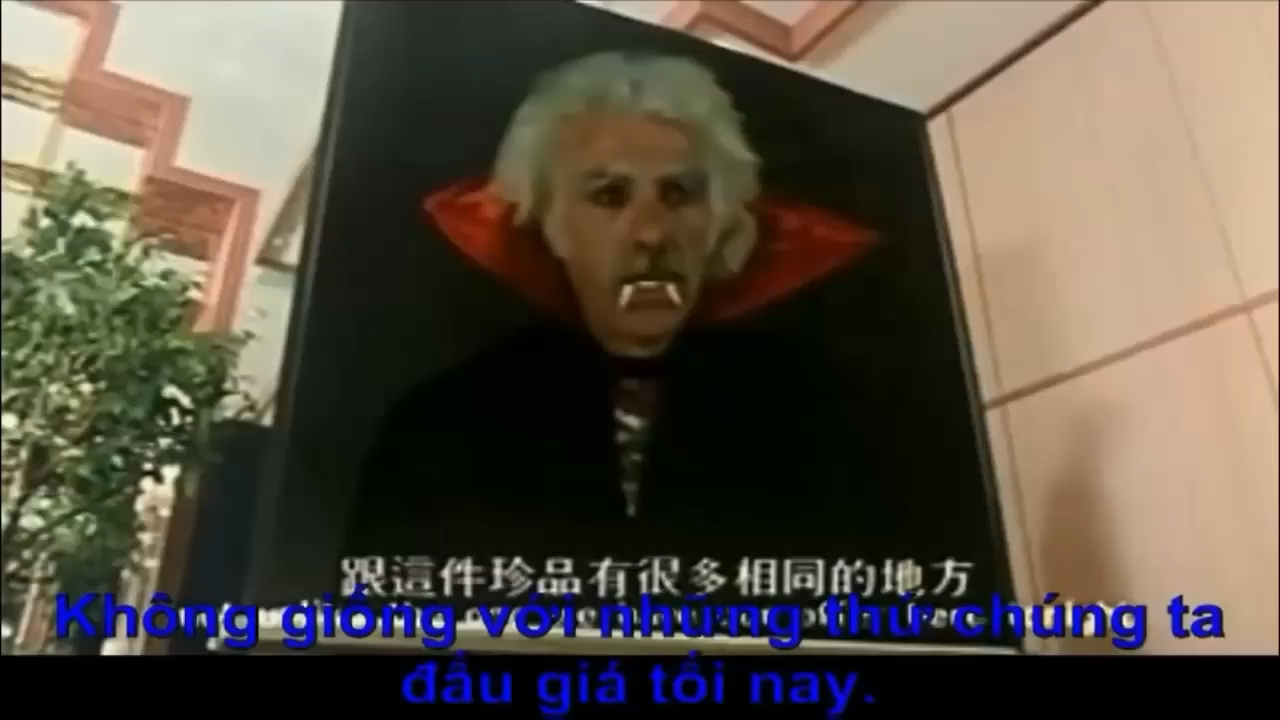 跟這件珍品有很多相同的地方
Không giống với những thứ chúng ta
đấu giá tối nay.